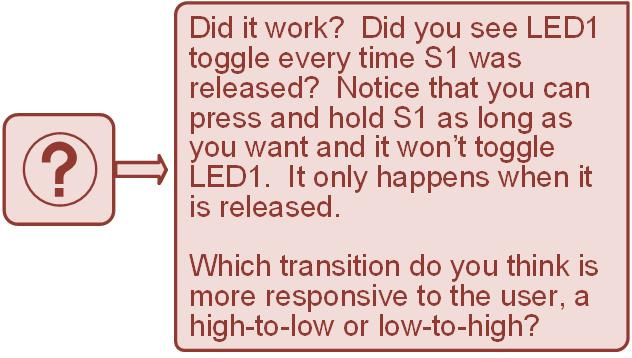 Did it work?  Did you see LED1
toggle every time S1 was
released?  Notice that you can
press and hold S1 as long as
you want and it won’t toggle
LED1.  It only happens when it
is released.
Which transition do you think is
more responsive to the user, a
high-to-low or low-to-high?
?